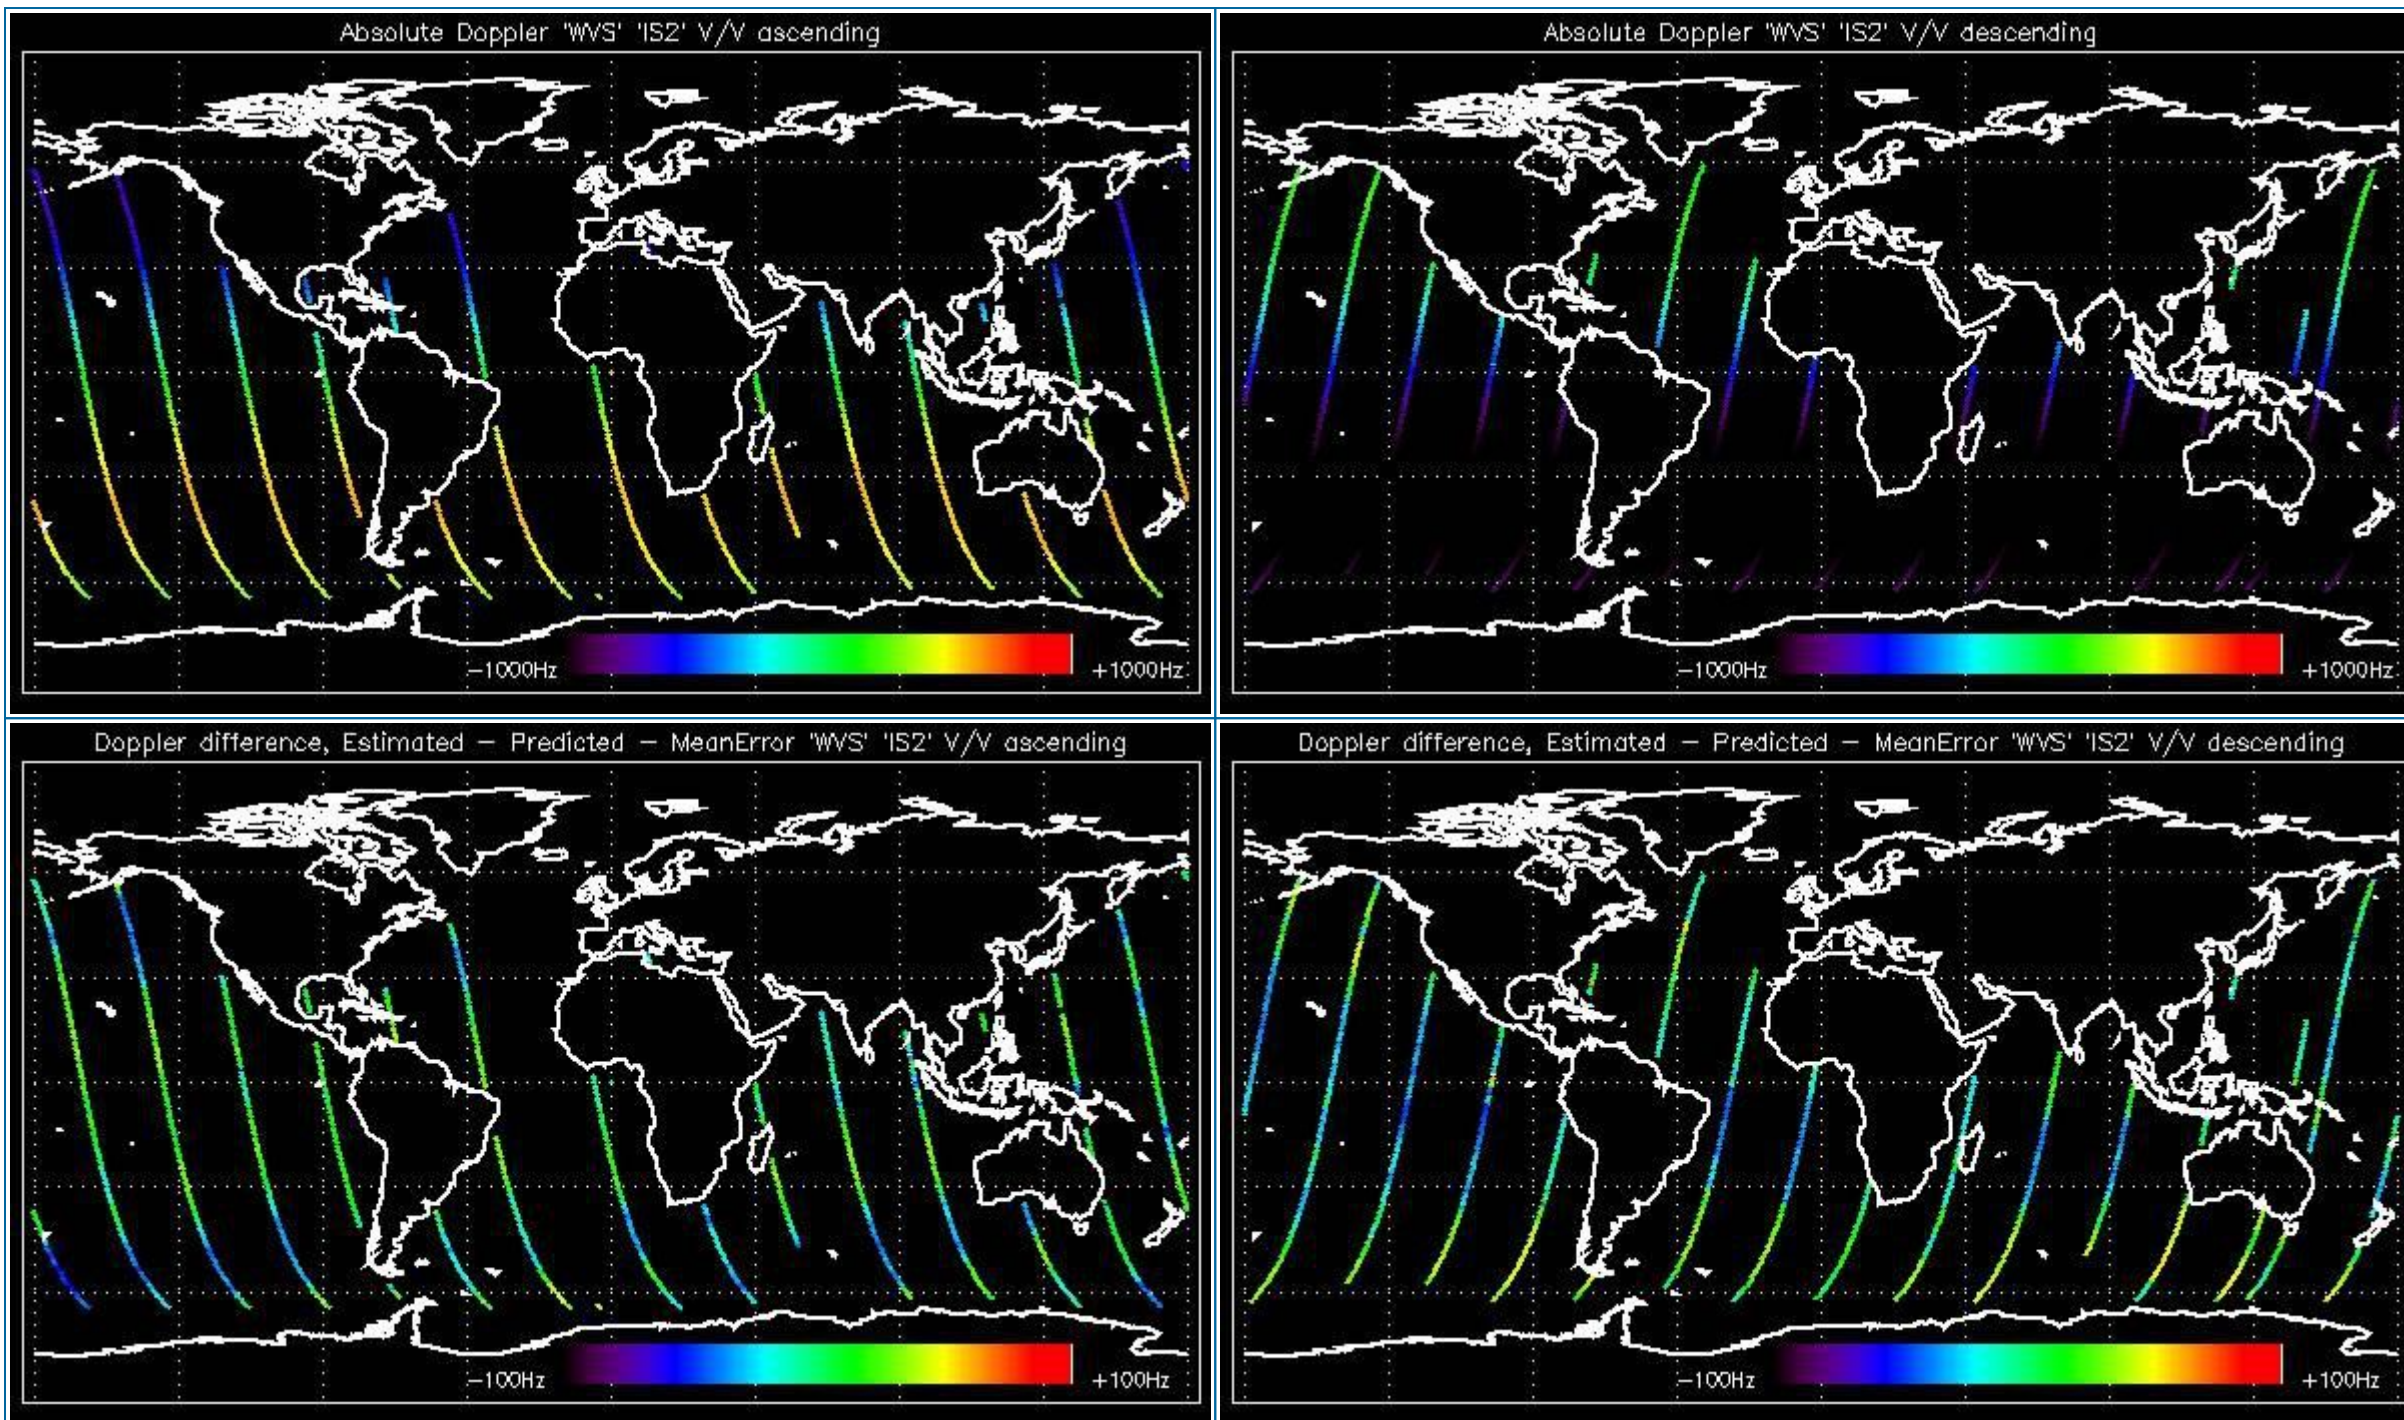 Absolute Doppler 'WVS' 'IS2' V/V ascending
-1000Hz +1000Hz
Absolute Doppler 'WVS' 'IS2' V/V descending
-1000Hz +1000Hz
Doppler difference, Estimated - Predicted - MeanError 'WVS' 'IS2' V/V ascending
-100Hz +100Hz
Doppler difference, Estimated - Predicted - MeanError 'WVS' 'IS2' V/V descending
-100Hz +100Hz